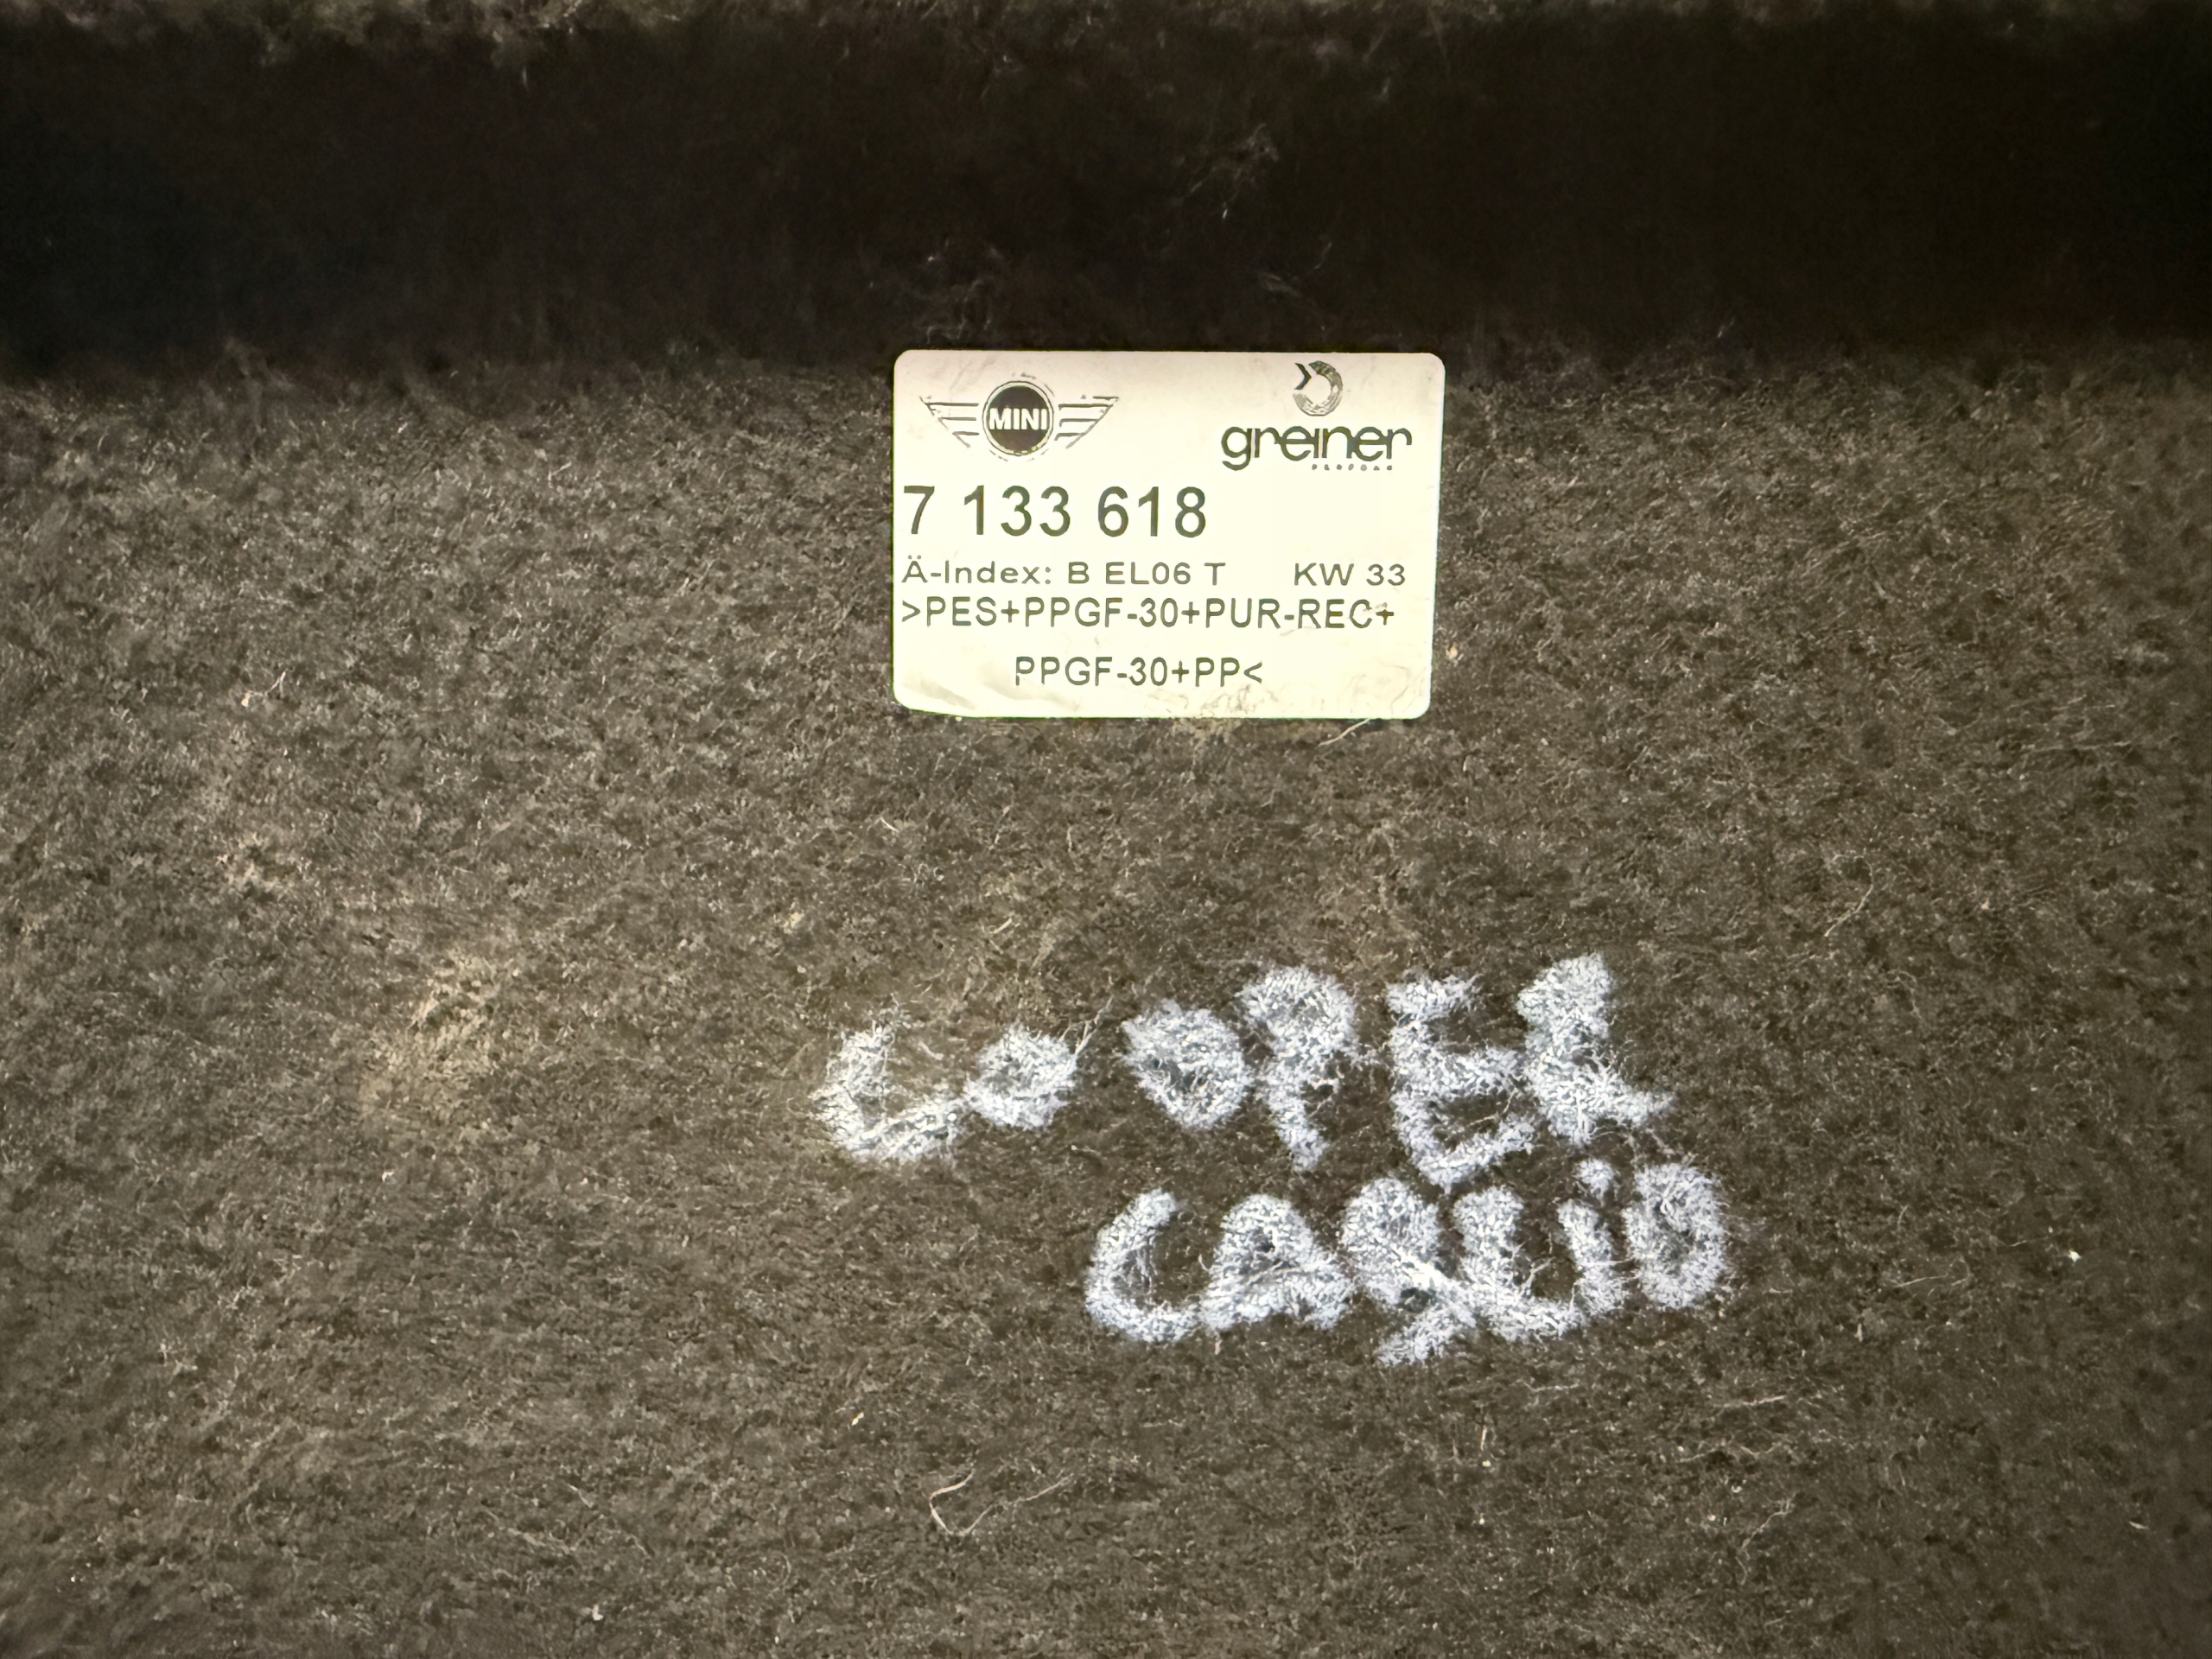 MINI
greiner
7 133 618
Ä-Index: B EL06 T KW 33
>PES+PPGF-30+PUR-REC+
PPGF-30+PP<
COOPER
CABRIO